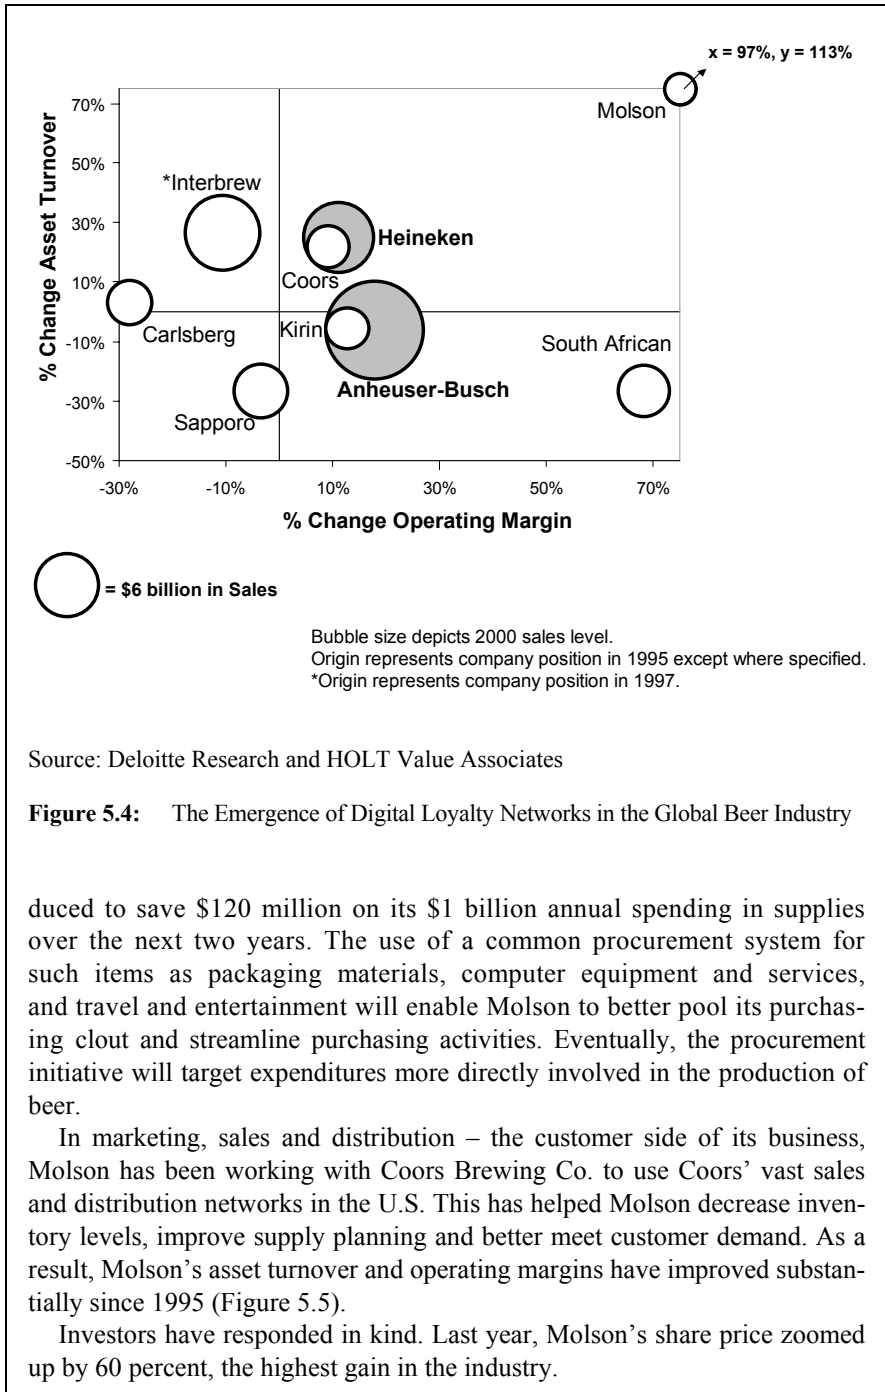 x = 97%, y = 113%
70%
Molson
% Change Asset Turnover
50%
*Interbrew
30%
Heineken
Coors
10%
Carlsberg
Kirin
South African
-10%
Anheuser-Busch
-30%
Sapporo
-50%
-30% -10% 10% 30% 50% 70%
% Change Operating Margin
= $6 billion in Sales
Bubble size depicts 2000 sales level.
Origin represents company position in 1995 except where specified.
*Origin represents company position in 1997.
Source: Deloitte Research and HOLT Value Associates
Figure 5.4: The Emergence of Digital Loyalty Networks in the Global Beer Industry
duced to save $120 million on its $1 billion annual spending in supplies
over the next two years. The use of a common procurement system for
such items as packaging materials, computer equipment and services,
and travel and entertainment will enable Molson to better pool its purchas-
ing clout and streamline purchasing activities. Eventually, the procurement
initiative will target expenditures more directly involved in the production of
beer.
In marketing, sales and distribution – the customer side of its business,
Molson has been working with Coors Brewing Co. to use Coors' vast sales
and distribution networks in the U.S. This has helped Molson decrease inven-
tory levels, improve supply planning and better meet customer demand. As a
result, Molson's asset turnover and operating margins have improved substan-
tially since 1995 (Figure 5.5).
Investors have responded in kind. Last year, Molson's share price zoomed
up by 60 percent, the highest gain in the industry.